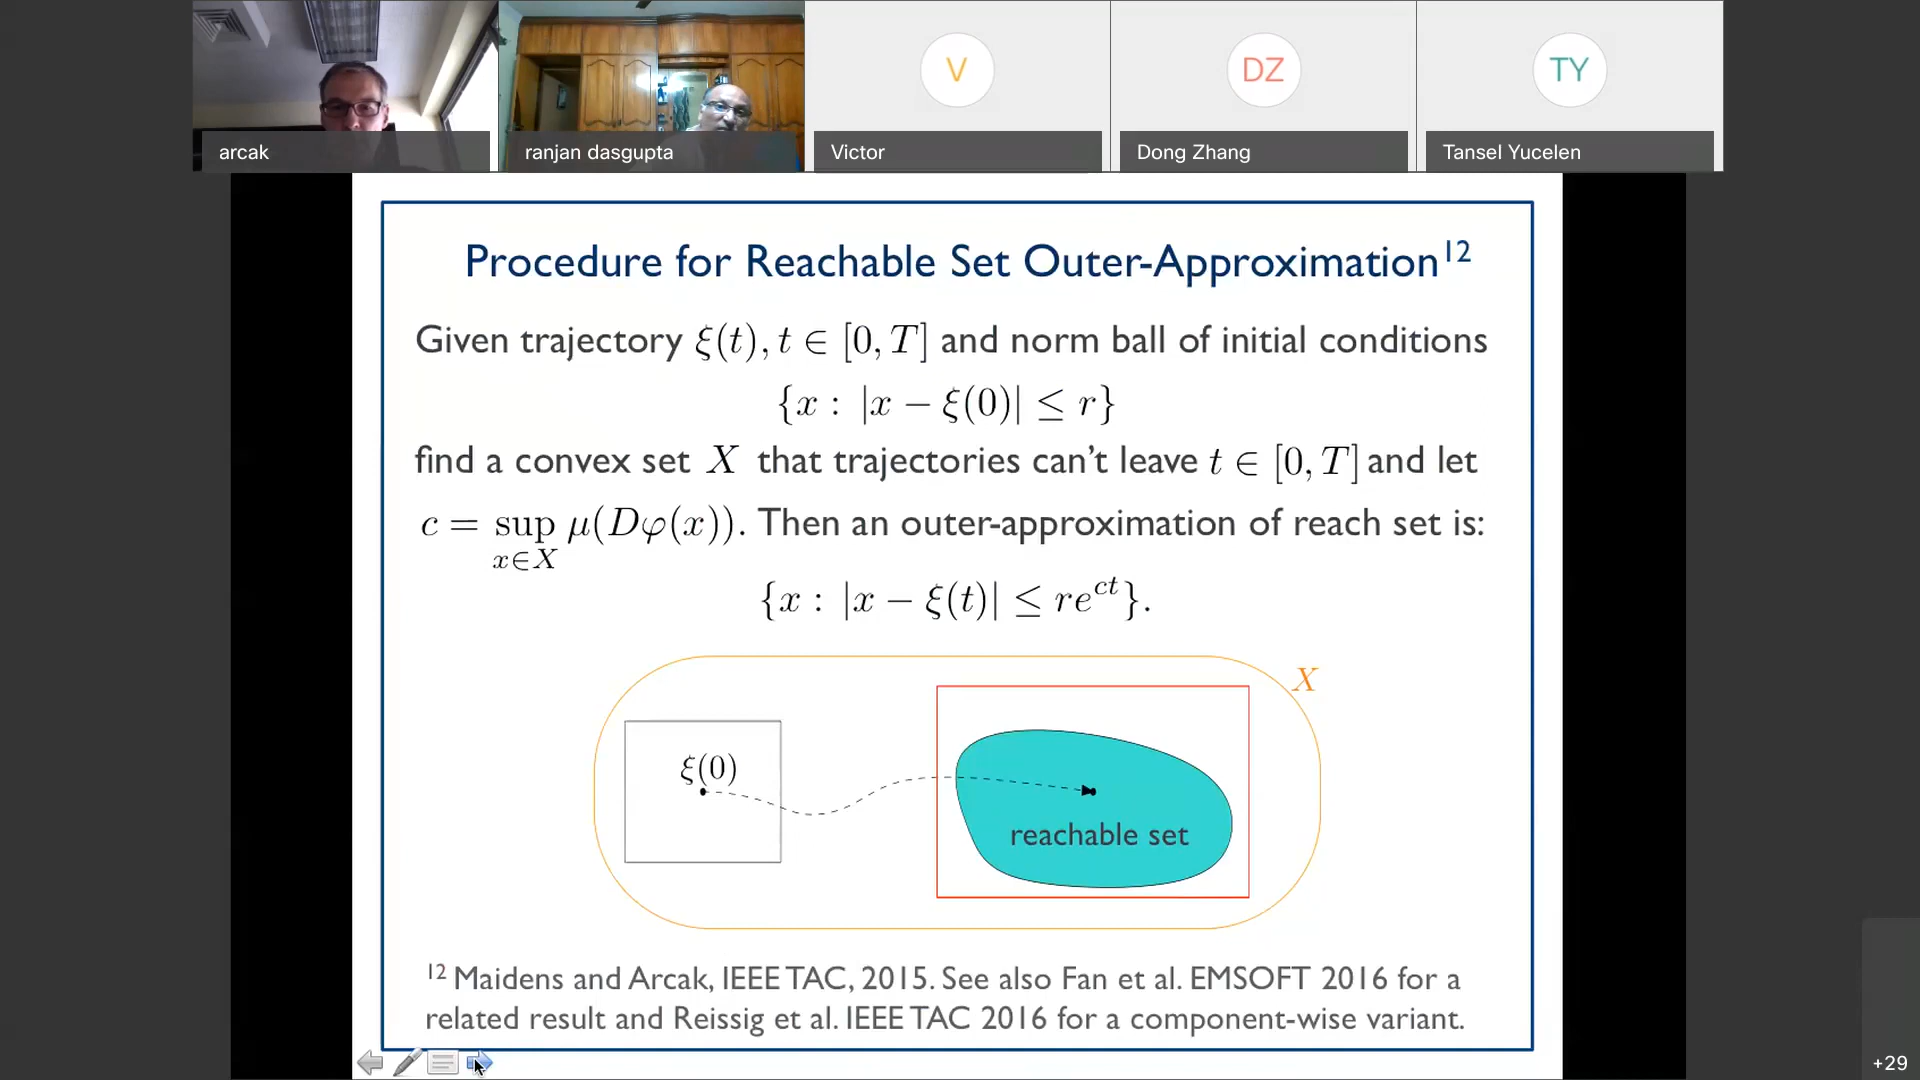 arcak
ranjan dasgupta
V
Victor
DZ
Dong Zhang
TY
Tansel Yucelen
Procedure for Reachable Set Outer-Approximation¹²
Given trajectory ξ(t), t ∈ [0, T] and norm ball of initial conditions
{x : |x − ξ(0)| ≤ r}
find a convex set X that trajectories can't leave t ∈ [0, T] and let
c = sup μ(Dφ(x)). Then an outer-approximation of reach set is:
x∈X
{x : |x − ξ(t)| ≤ re^{ct}}.
X
ξ(0)
reachable set
¹² Maidens and Arcak, IEEE TAC, 2015. See also Fan et al. EMSOFT 2016 for a
related result and Reissig et al. IEEE TAC 2016 for a component-wise variant.
+29